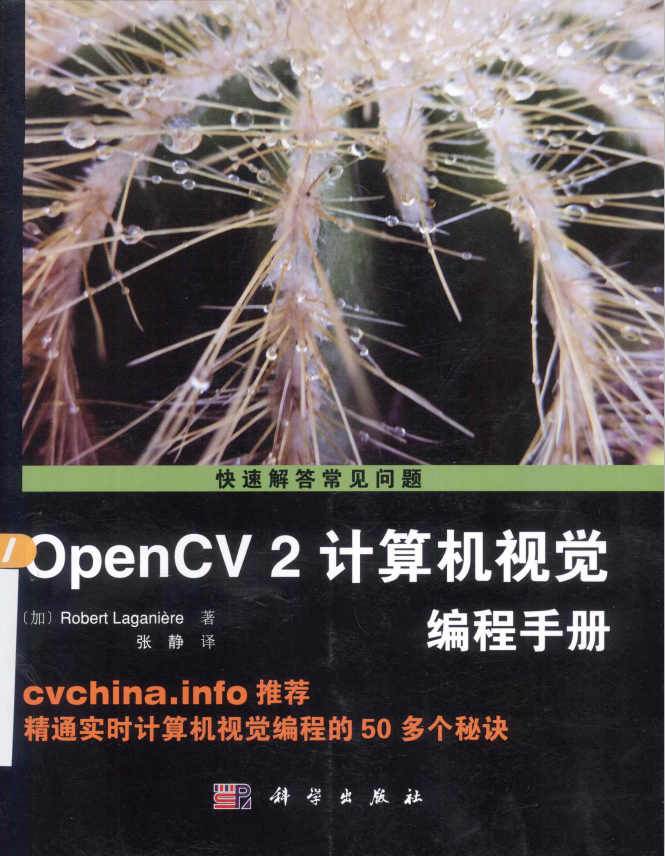 快速解答常见问题
OpenCV 2 计算机视觉
编程手册
〔加〕 Robert Laganière 著
张 静 译
cvchina.info 推荐
精通实时计算机视觉编程的 50 多个秘诀
科学出版社